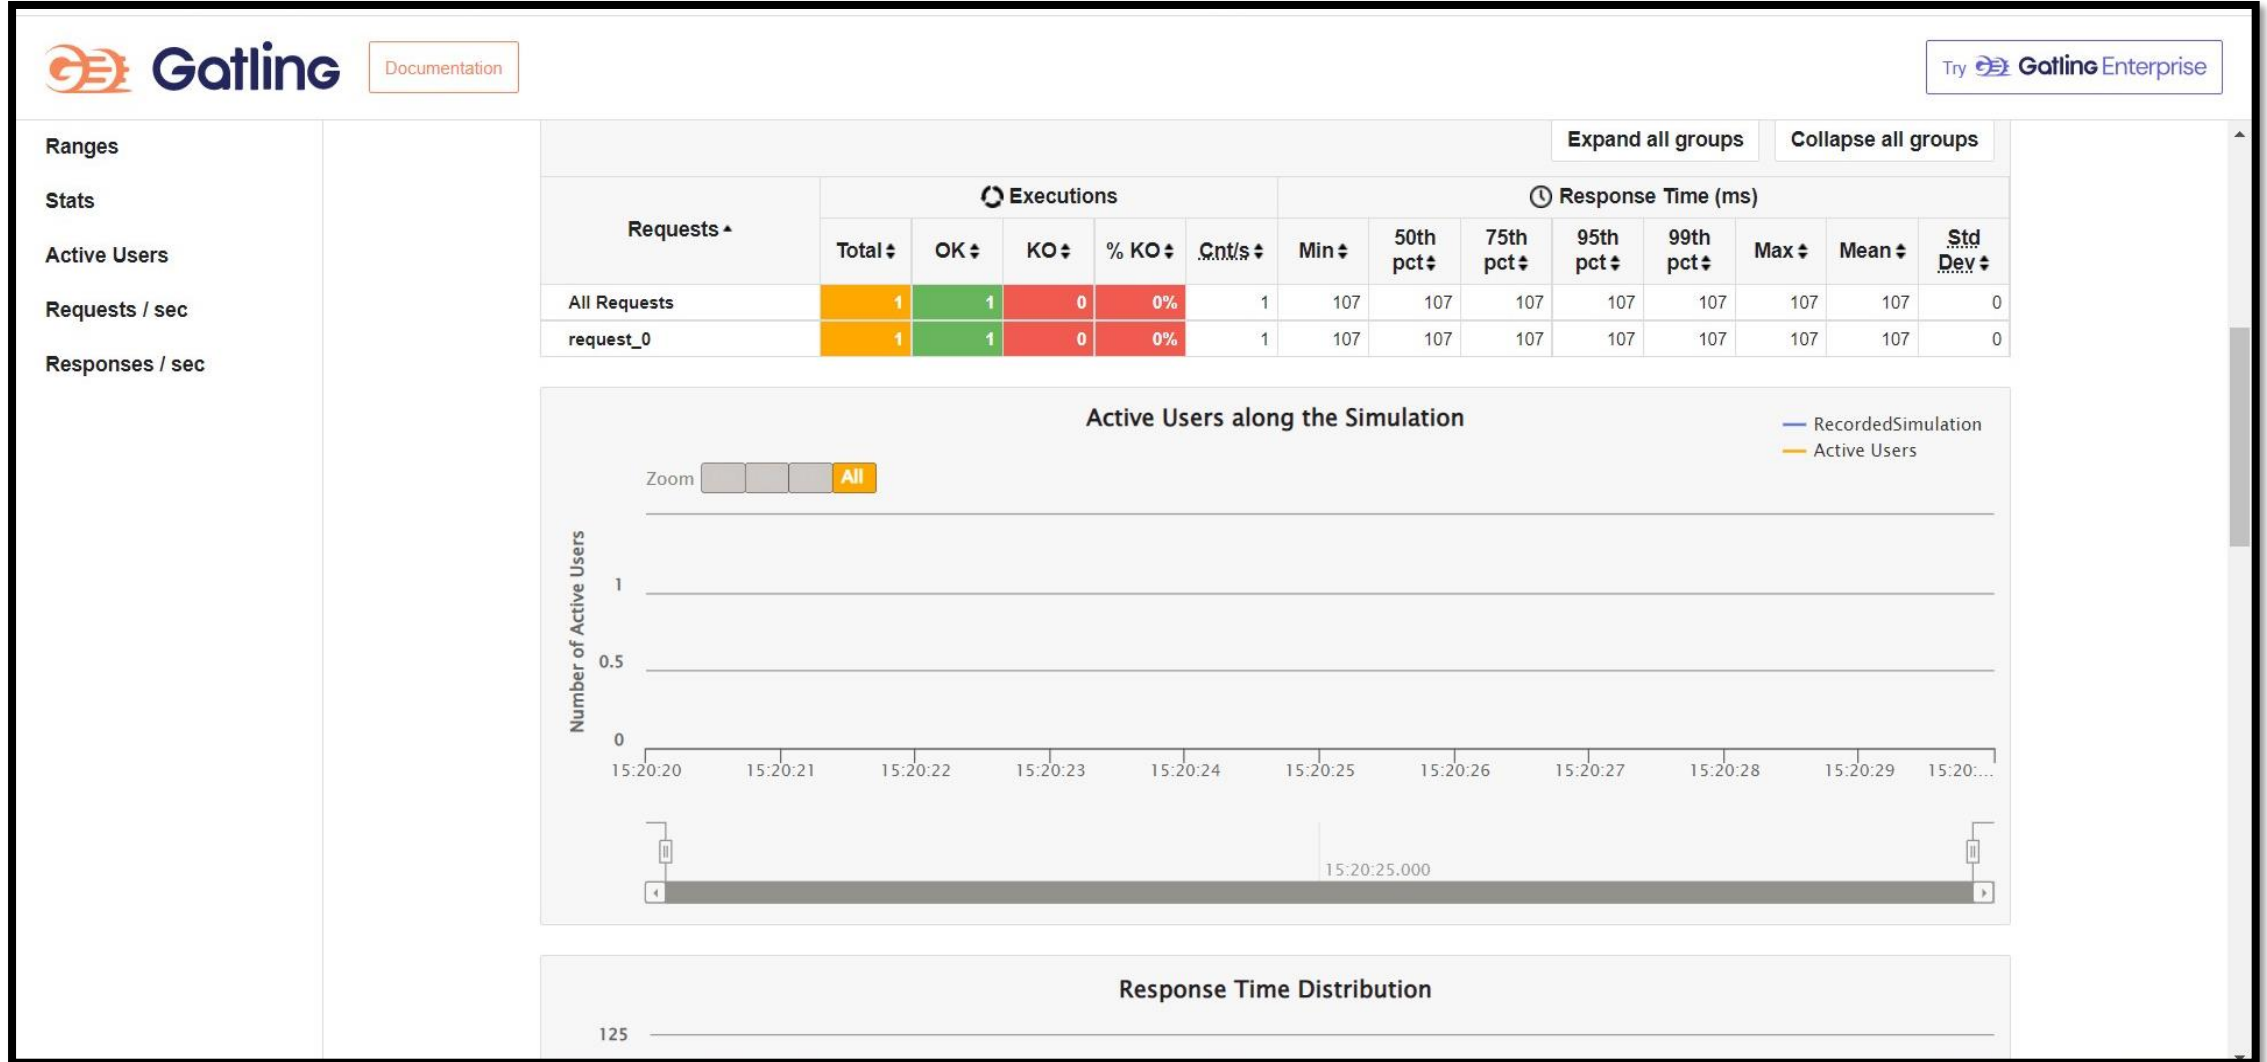 Gatling Documentation Try Gatling Enterprise
Ranges
Stats
Active Users
Requests / sec
Responses / sec
Expand all groups Collapse all groups
Requests Executions Response Time (ms)
Total OK KO % KO Cnt/s Min 50th pct 75th pct 95th pct 99th pct Max Mean Std Dev
All Requests 1 1 0 0% 1 107 107 107 107 107 107 107 0
request_0 1 1 0 0% 1 107 107 107 107 107 107 107 0
Active Users along the Simulation
RecordedSimulation
Active Users
Zoom All
Number of Active Users
1
0.5
0
15:20:20 15:20:21 15:20:22 15:20:23 15:20:24 15:20:25 15:20:26 15:20:27 15:20:28 15:20:29 15:20:...
15:20:25.000
Response Time Distribution
125